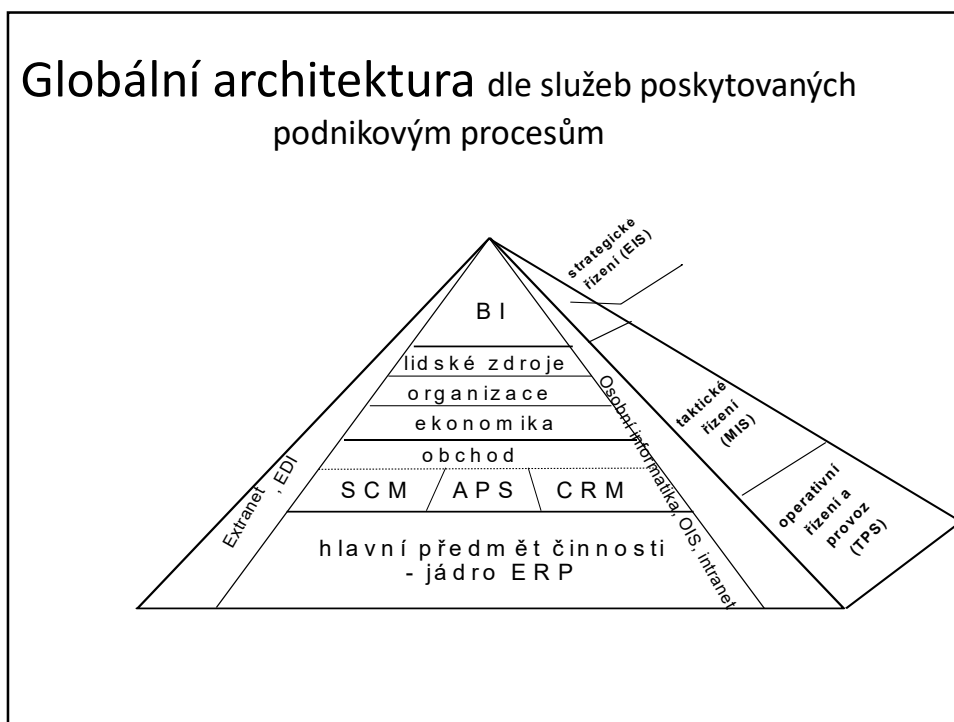 Globální architektura dle služeb poskytovaných
podnikovým procesům
strategické
řízení (EIS)
BI
lidské zdroje
organizace
ekonomika
obchod
SCM APS CRM
hlavní předmět činnosti
- jádro ERP
Extranet , EDI
Osobní informatika, OIS, intranet
taktické
řízení
(MIS)
operativní
řízení a
provoz
(TPS)